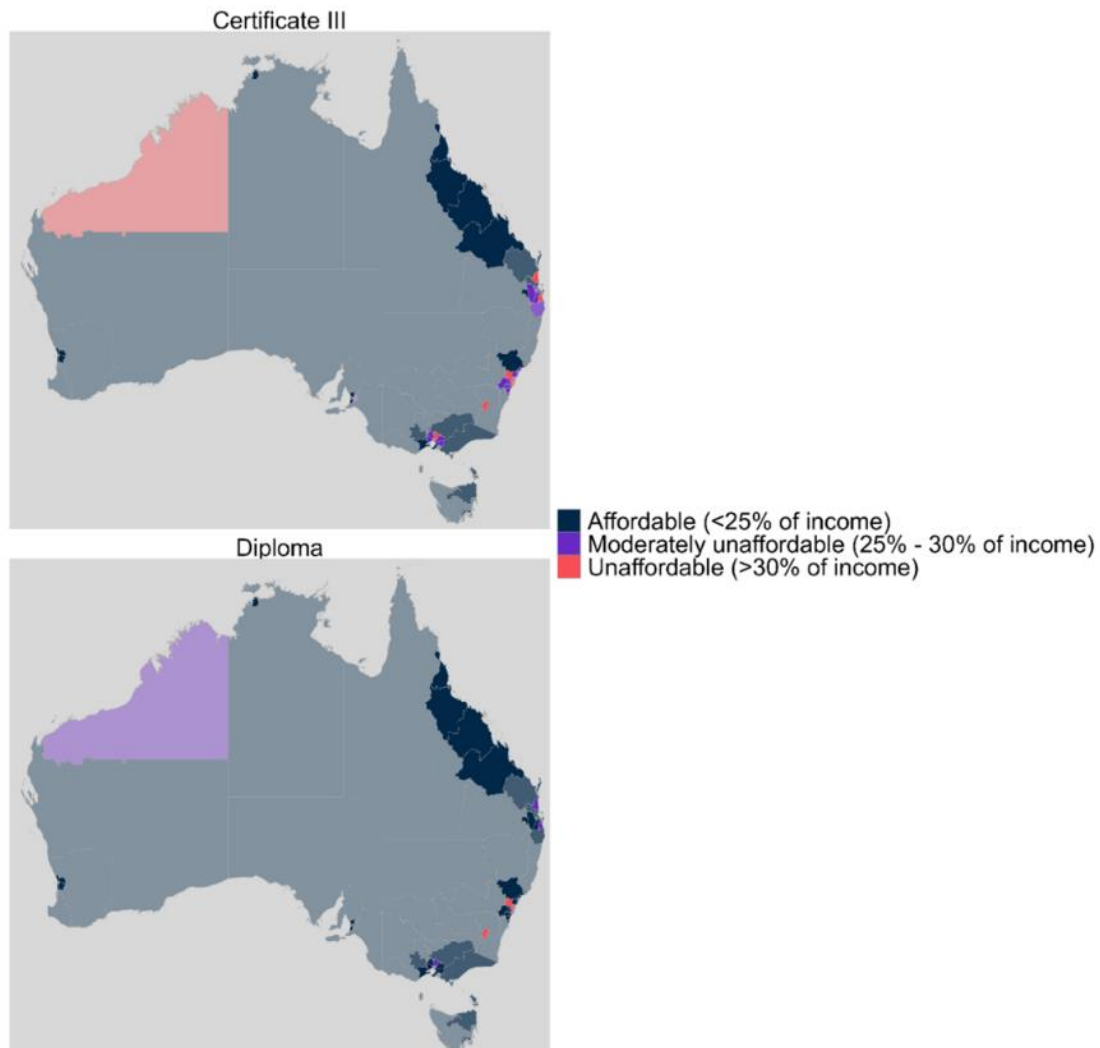 Certificate III
Affordable (<25% of income)
Moderately unaffordable (25% - 30% of income)
Unaffordable (>30% of income)
Diploma